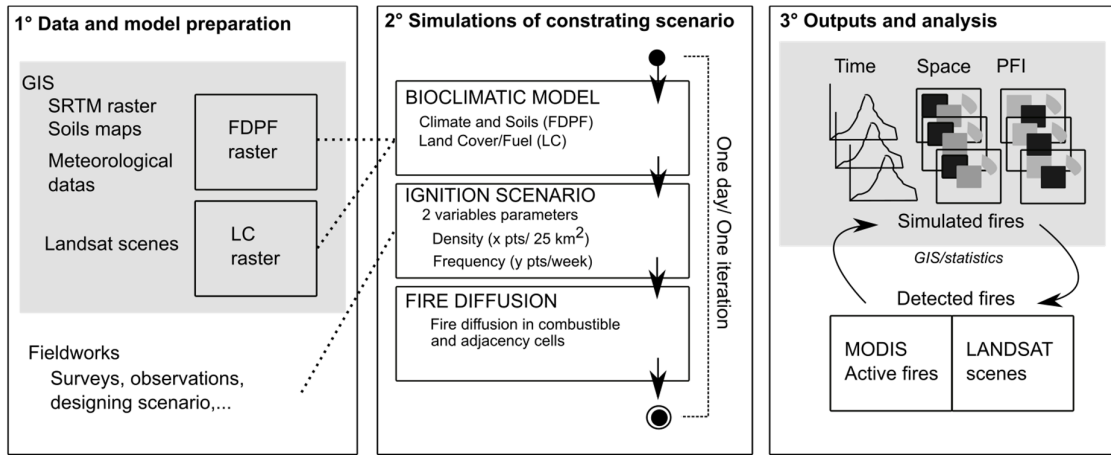 1° Data and model preparation
GIS
SRTM raster
Soils maps
Meteorological
datas
Landsat scenes
FDPF
raster
LC
raster
Fieldworks
Surveys, observations,
designing scenario,...
2° Simulations of constrating scenario
BIOCLIMATIC MODEL
Climate and Soils (FDPF)
Land Cover/Fuel (LC)
IGNITION SCENARIO
2 variables parameters
Density (x pts/ 25 km²)
Frequency (y pts/week)
FIRE DIFFUSION
Fire diffusion in combustible
and adjacency cells
One day/ One iteration
3° Outputs and analysis
Time Space PFI
Simulated fires
GIS/statistics
Detected fires
MODIS
Active fires
LANDSAT
scenes